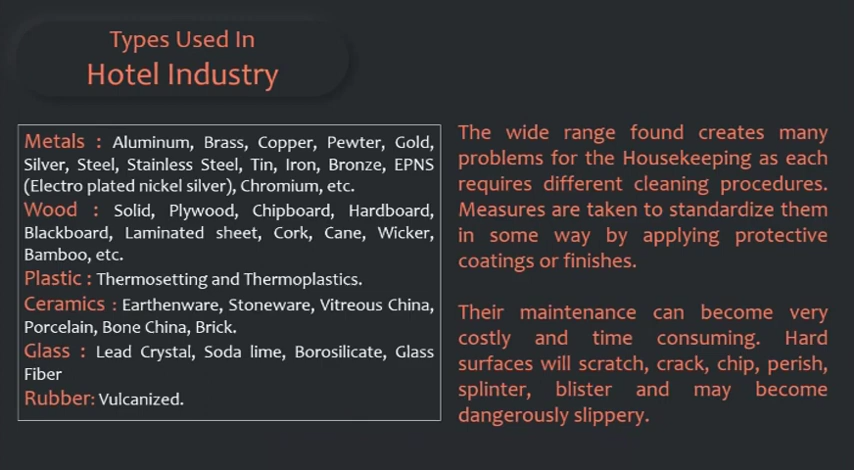 Types Used In
Hotel Industry
Metals : Aluminum, Brass, Copper, Pewter, Gold,
Silver, Steel, Stainless Steel, Tin, Iron, Bronze, EPNS
(Electro plated nickel silver), Chromium, etc.
Wood : Solid, Plywood, Chipboard, Hardboard,
Blackboard, Laminated sheet, Cork, Cane, Wicker,
Bamboo, etc.
Plastic : Thermosetting and Thermoplastics.
Ceramics : Earthenware, Stoneware, Vitreous China,
Porcelain, Bone China, Brick.
Glass : Lead Crystal, Soda lime, Borosilicate, Glass
Fiber
Rubber: Vulcanized.
The wide range found creates many
problems for the Housekeeping as each
requires different cleaning procedures.
Measures are taken to standardize them
in some way by applying protective
coatings or finishes.
Their maintenance can become very
costly and time consuming. Hard
surfaces will scratch, crack, chip, perish,
splinter, blister and may become
dangerously slippery.